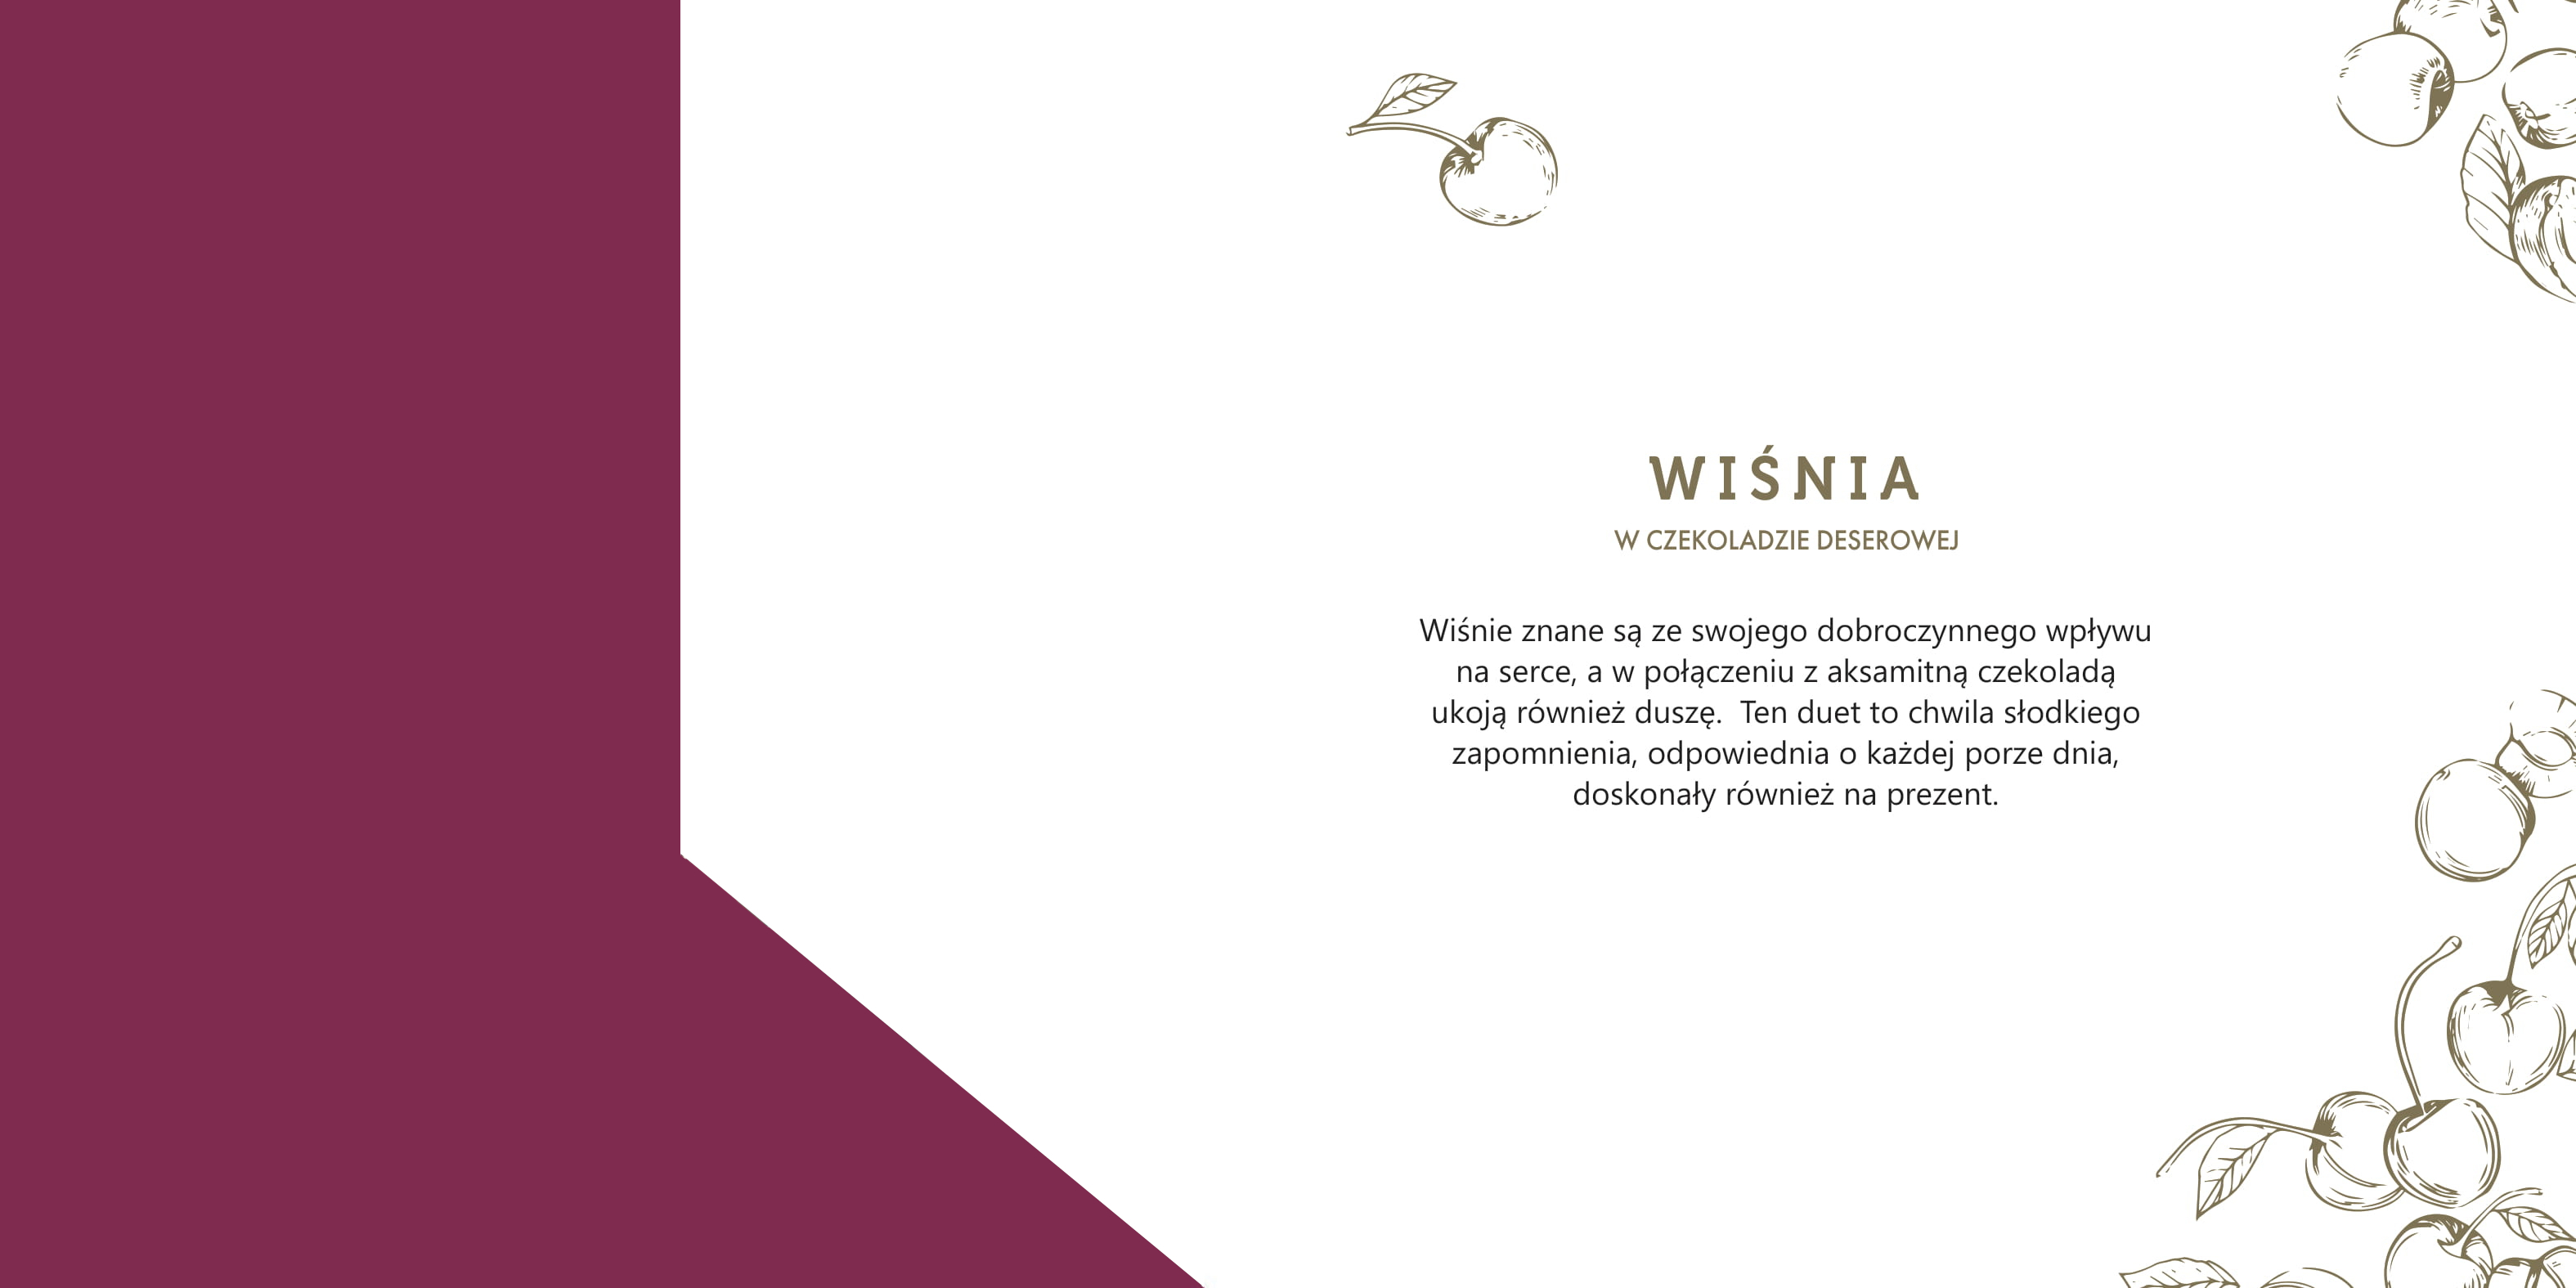 WIŚNIA
W CZEKOLADZIE DESEROWEJ
Wiśnie znane są ze swojego dobroczynnego wpływu
na serce, a w połączeniu z aksamitną czekoladą
ukoją również duszę.  Ten duet to chwila słodkiego
zapomnienia, odpowiednia o każdej porze dnia,
doskonały również na prezent.